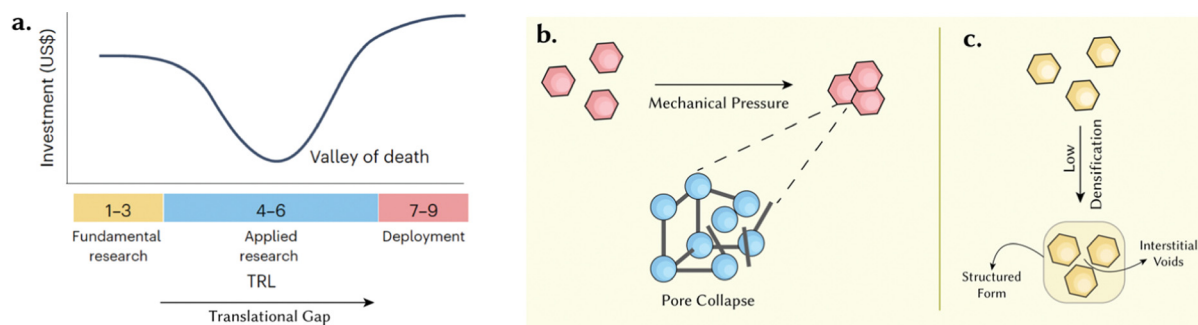 a.
Investment (US$)
Valley of death
1–3
4–6
7–9
Fundamental
research
Applied
research
Deployment
TRL
Translational Gap
b.
Mechanical Pressure
Pore Collapse
c.
Low
Densification
Structured
Form
Interstitial
Voids